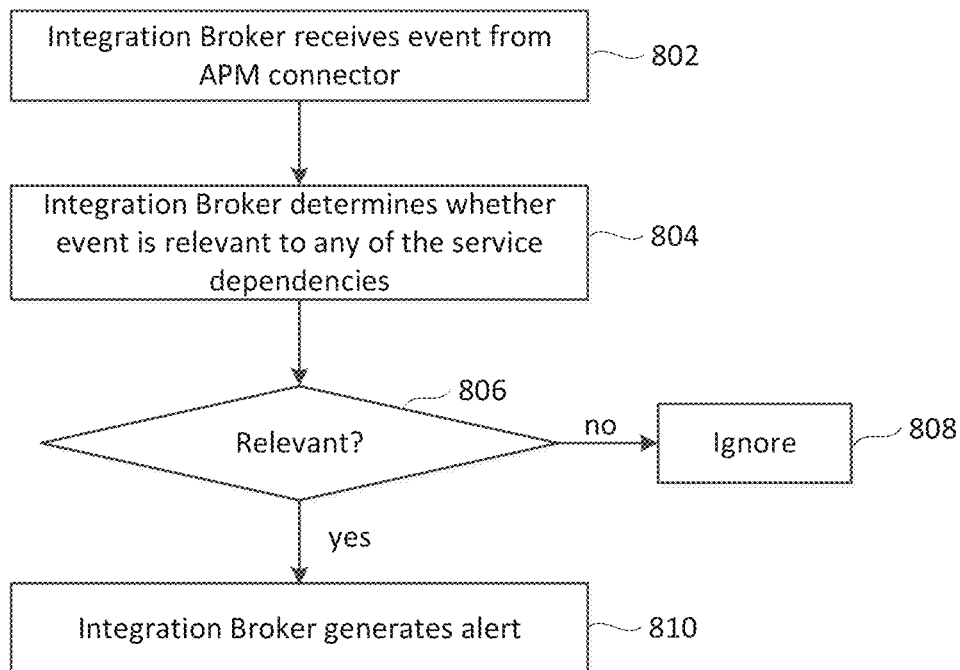 Integration Broker receives event from
APM connector
802
Integration Broker determines whether
event is relevant to any of the service
dependencies
804
806
Relevant?
no
Ignore
808
yes
Integration Broker generates alert
810